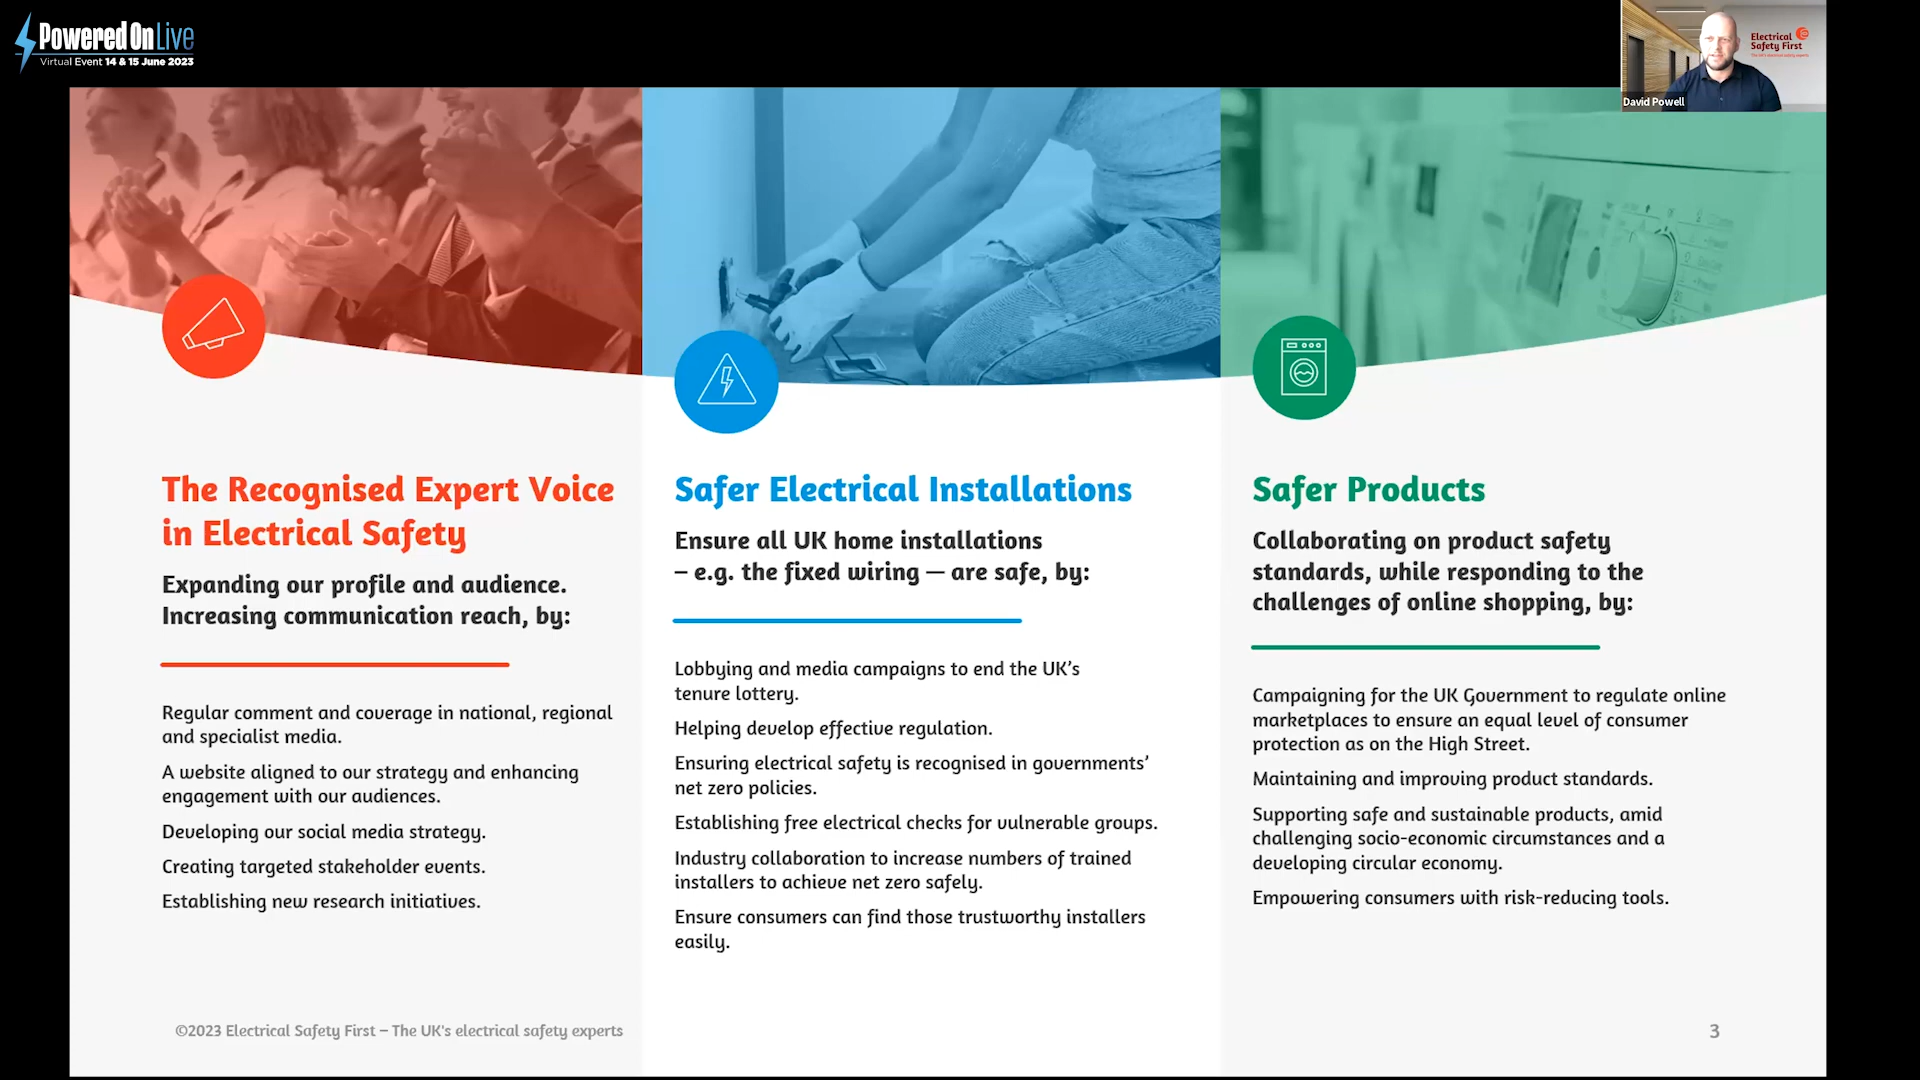 PoweredOnLive
Virtual Event 14 & 15 June 2023
Electrical
Safety First
David Powell
The Recognised Expert Voice
in Electrical Safety
Expanding our profile and audience.
Increasing communication reach, by:
Regular comment and coverage in national, regional
and specialist media.
A website aligned to our strategy and enhancing
engagement with our audiences.
Developing our social media strategy.
Creating targeted stakeholder events.
Establishing new research initiatives.
Safer Electrical Installations
Ensure all UK home installations
– e.g. the fixed wiring — are safe, by:
Lobbying and media campaigns to end the UK’s
tenure lottery.
Helping develop effective regulation.
Ensuring electrical safety is recognised in governments’
net zero policies.
Establishing free electrical checks for vulnerable groups.
Industry collaboration to increase numbers of trained
installers to achieve net zero safely.
Ensure consumers can find those trustworthy installers
easily.
Safer Products
Collaborating on product safety
standards, while responding to the
challenges of online shopping, by:
Campaigning for the UK Government to regulate online
marketplaces to ensure an equal level of consumer
protection as on the High Street.
Maintaining and improving product standards.
Supporting safe and sustainable products, amid
challenging socio-economic circumstances and a
developing circular economy.
Empowering consumers with risk-reducing tools.
©2023 Electrical Safety First – The UK's electrical safety experts
3